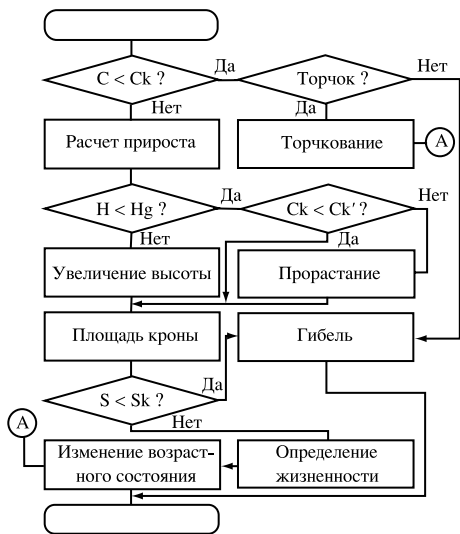 C < Ck ?
Да
Торчок ?
Нет
Нет
Да
Расчет прироста
Торчкование
А
H < Hg ?
Да
Ck < Ck′ ?
Нет
Нет
Да
Увеличение высоты
Прорастание
Площадь кроны
Гибель
S < Sk ?
Да
Нет
А
Изменение возраст-
ного состояния
Определение
жизненности